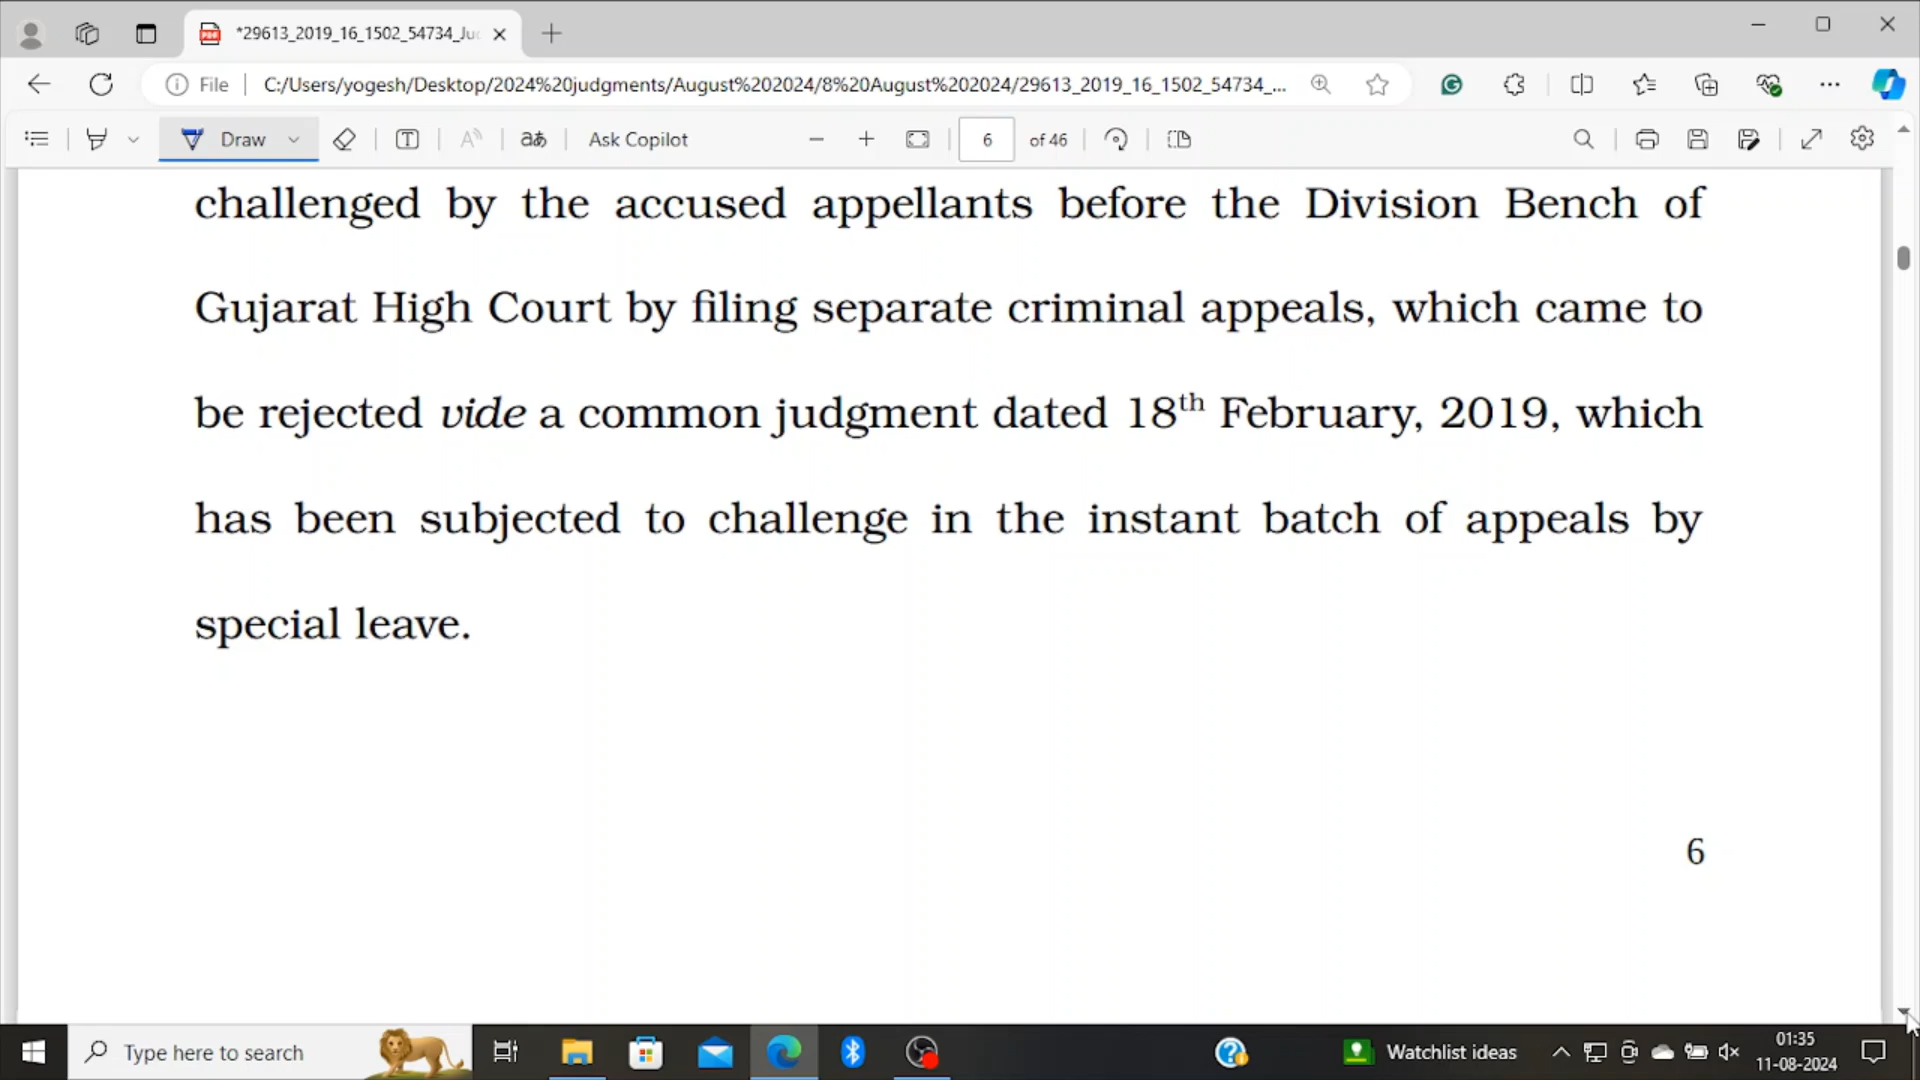 *29613_2019_16_1502_54734_Ju
File
C:/Users/yogesh/Desktop/2024%20judgments/August%202024/8%20August%202024/29613_2019_16_1502_54734_...
Draw
Ask Copilot
6 of 46
challenged by the accused appellants before the Division Bench of
Gujarat High Court by filing separate criminal appeals, which came to
be rejected vide a common judgment dated 18th February, 2019, which
has been subjected to challenge in the instant batch of appeals by
special leave.
6
Type here to search
Watchlist ideas
01:35
11-08-2024